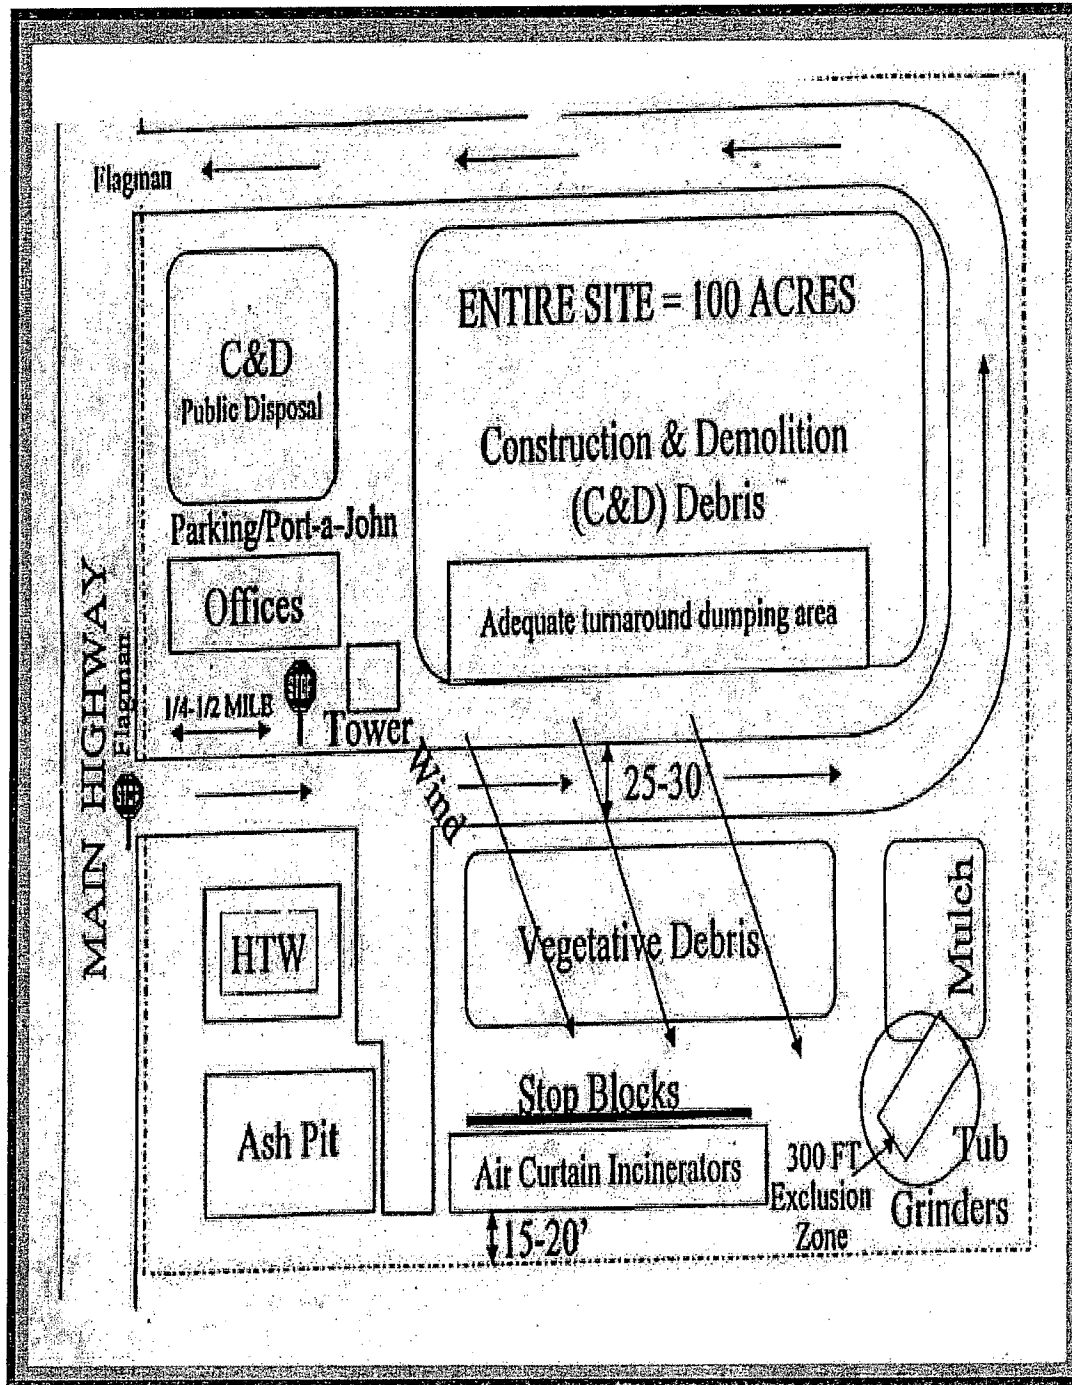 Flagman
ENTIRE SITE = 100 ACRES
C&D
Public Disposal
Construction & Demolition
(C&D) Debris
Parking/Port-a-John
Offices
Adequate turnaround dumping area
MAIN HIGHWAY
Flagman
STOP
1/4-1/2 MILE
Tower
STOP
Wind
25-30
HTW
Vegetative Debris
Mulch
Stop Blocks
Ash Pit
Air Curtain Incinerators
300 FT
Exclusion
Zone
Tub
Grinders
15-20'